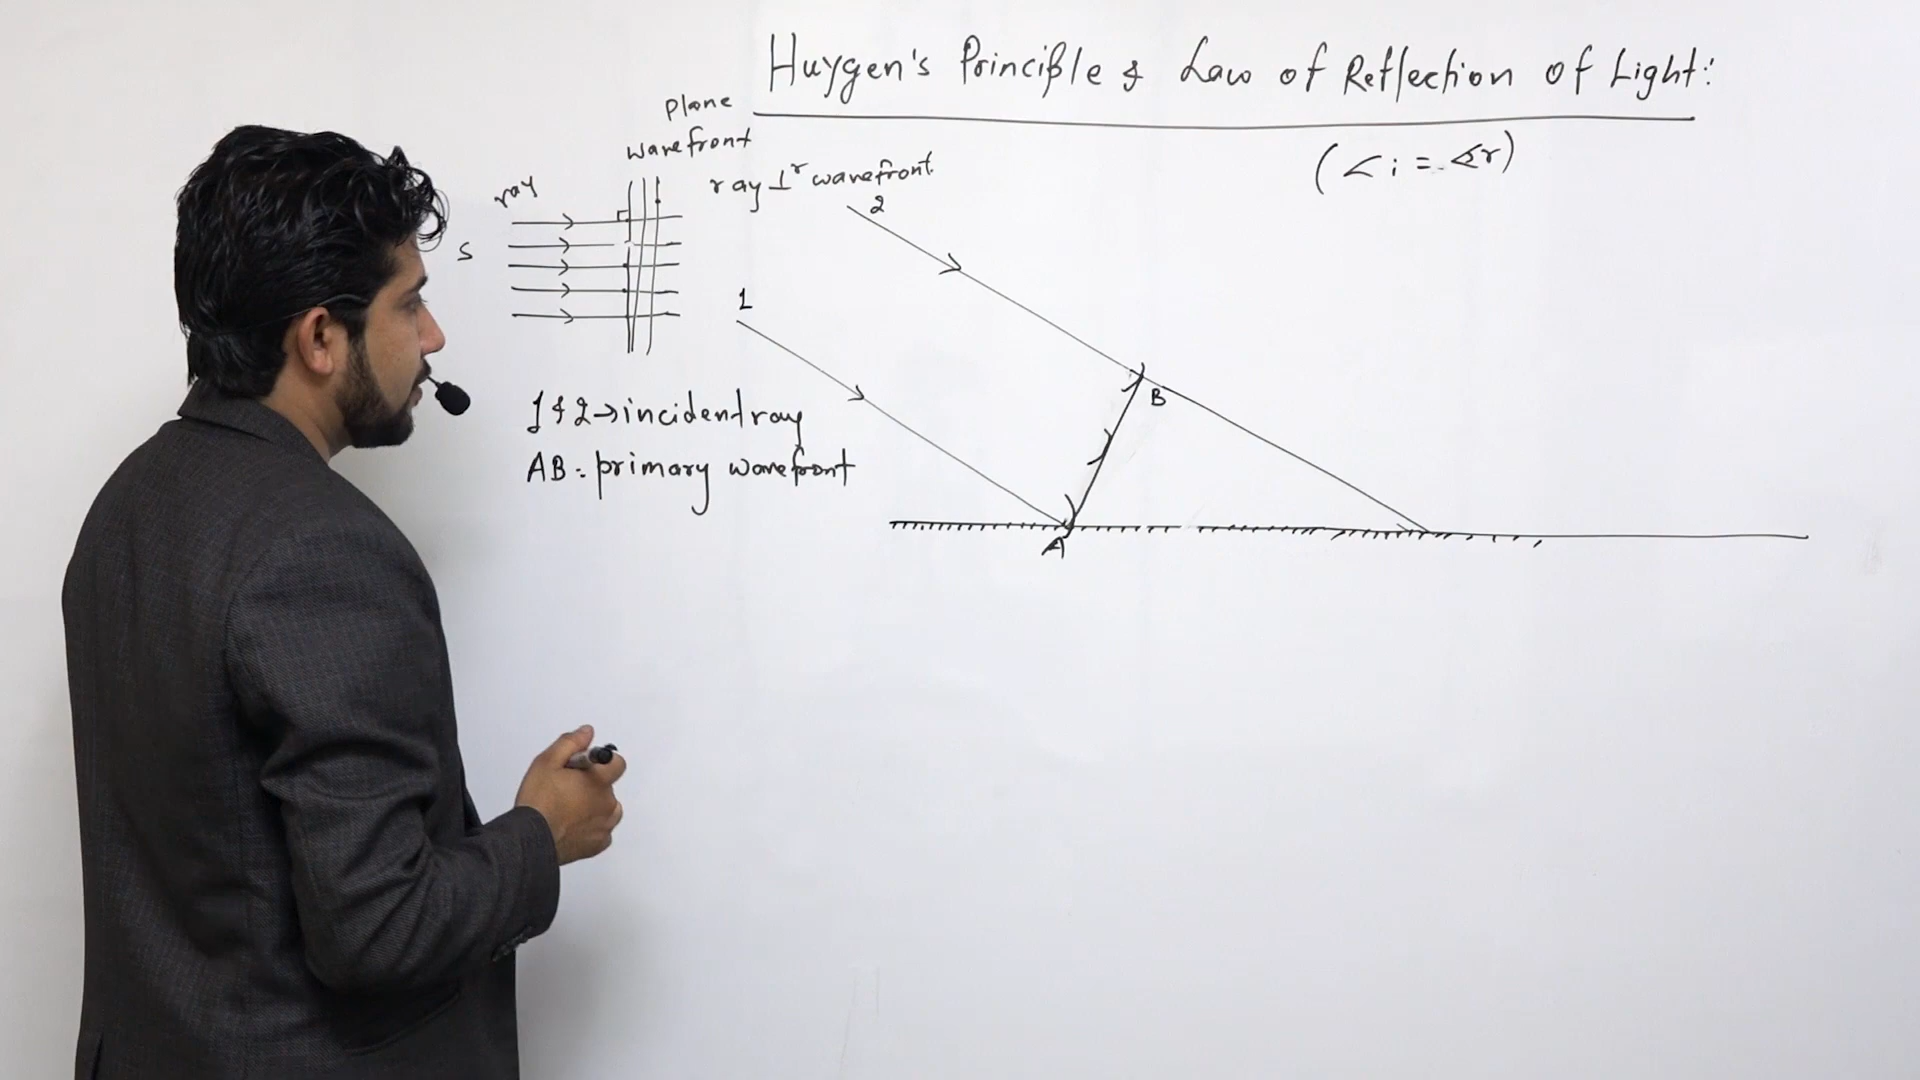 Huygen's Principle & Law of Reflection of Light:
(∠i = ∡r)
plane
wavefront
ray
ray ⊥r wavefront.
S
2
1
B
A
1 & 2 → incident ray
AB: primary wavefront